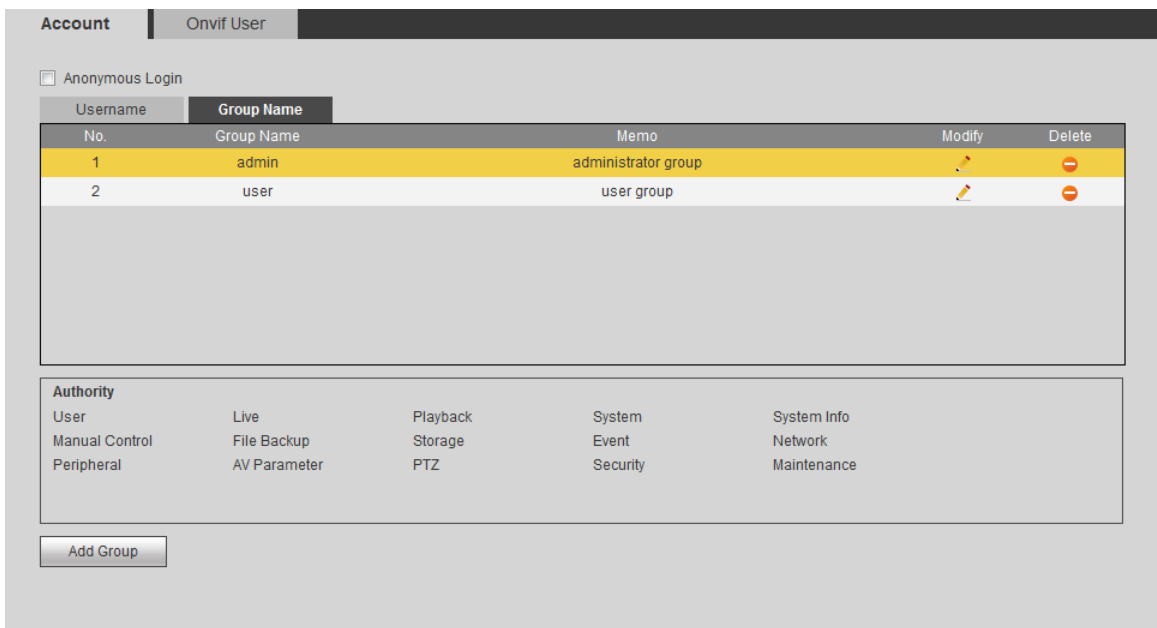 Account Onvif User
Anonymous Login
Username Group Name
No. Group Name Memo Modify Delete
1 admin administrator group
2 user user group
Authority
User Live Playback System System Info
Manual Control File Backup Storage Event Network
Peripheral AV Parameter PTZ Security Maintenance
Add Group